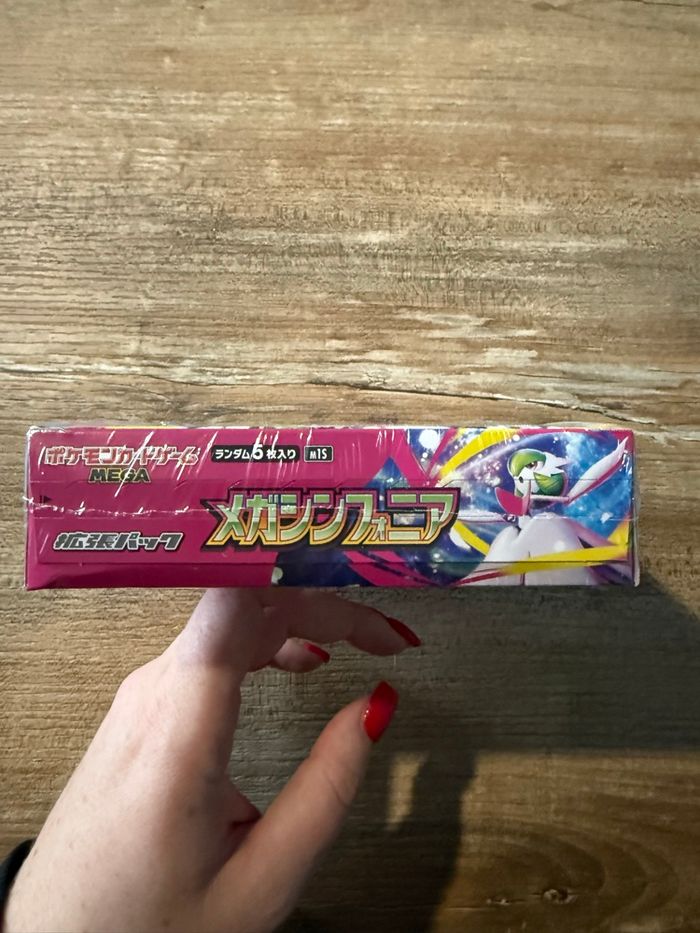 ポケモンカードゲーム
MEGA
ランダム5枚入り M1S
メガシンフォニア
拡張パック